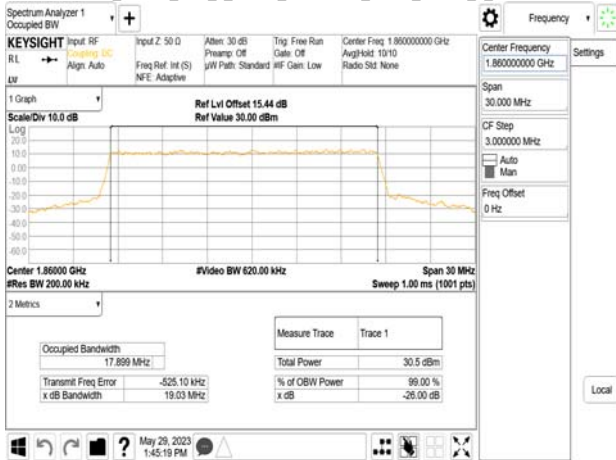 Spectrum Analyzer 1
Occupied BW
Frequency
KEYSIGHT
RL
Input: RF
Coupling: DC
Align: Auto
Input Z: 50 Ω
Freq Ref: Int (S)
NFE: Adaptive
Atten: 30 dB
Preamp: Off
µW Path: Standard
Trig: Free Run
Gate: Off
#IF Gain: Low
Center Freq: 1.860000000 GHz
Avg|Hold: 10/10
Radio Std: None
Center Frequency
1.860000000 GHz
Settings
Span
30.000 MHz
CF Step
3.000000 MHz
Auto
Man
Freq Offset
0 Hz
Local
1 Graph
Scale/Div 10.0 dB
Ref Lvl Offset 15.44 dB
Ref Value 30.00 dBm
Log
20.0
10.0
0.00
-10.0
-20.0
-30.0
-40.0
-50.0
-60.0
Center 1.86000 GHz
#Video BW 620.00 kHz
Span 30 MHz
#Res BW 200.00 kHz
Sweep 1.00 ms (1001 pts)
2 Metrics
Measure Trace
Trace 1
Occupied Bandwidth
17.899 MHz
Total Power
30.5 dBm
Transmit Freq Error
-525.10 kHz
% of OBW Power
99.00 %
x dB Bandwidth
19.03 MHz
x dB
-26.00 dB
?
May 29, 2023
1:45:19 PM